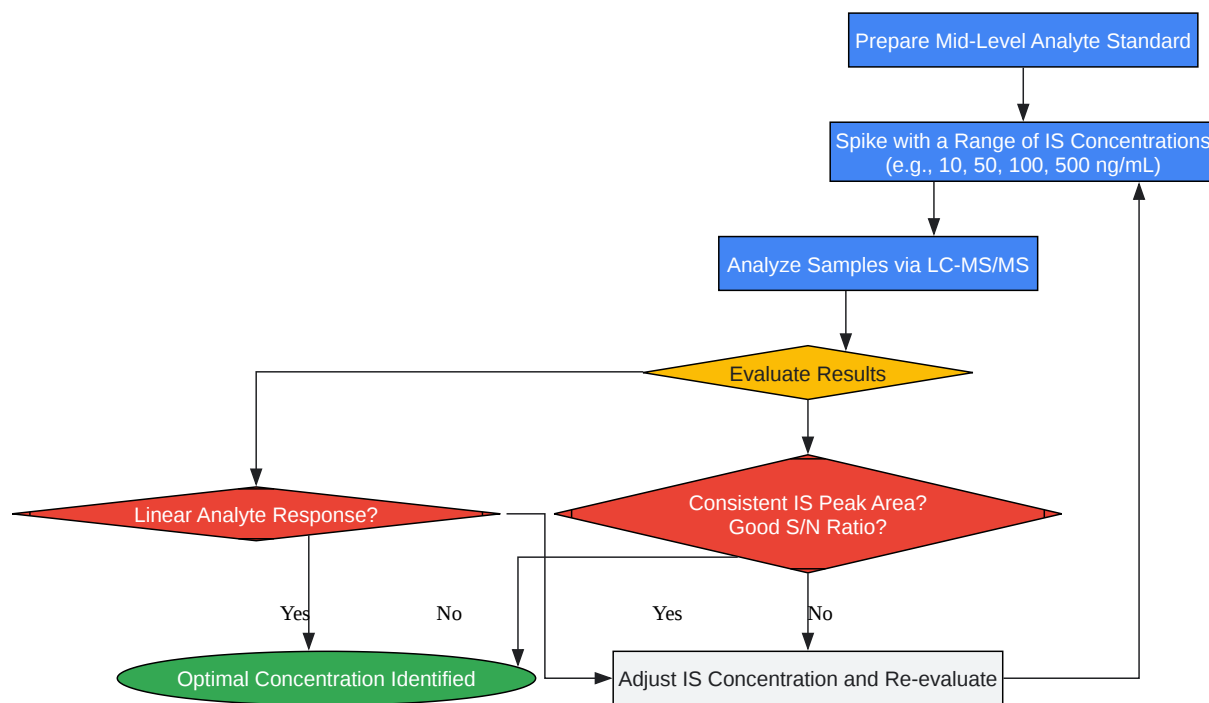 Prepare Mid-Level Analyte Standard
Spike with a Range of IS Concentrations
(e.g., 10, 50, 100, 500 ng/mL)
Analyze Samples via LC-MS/MS
Evaluate Results
Linear Analyte Response?
Consistent IS Peak Area?
Good S/N Ratio?
Yes
No
Yes
No
Optimal Concentration Identified
Adjust IS Concentration and Re-evaluate